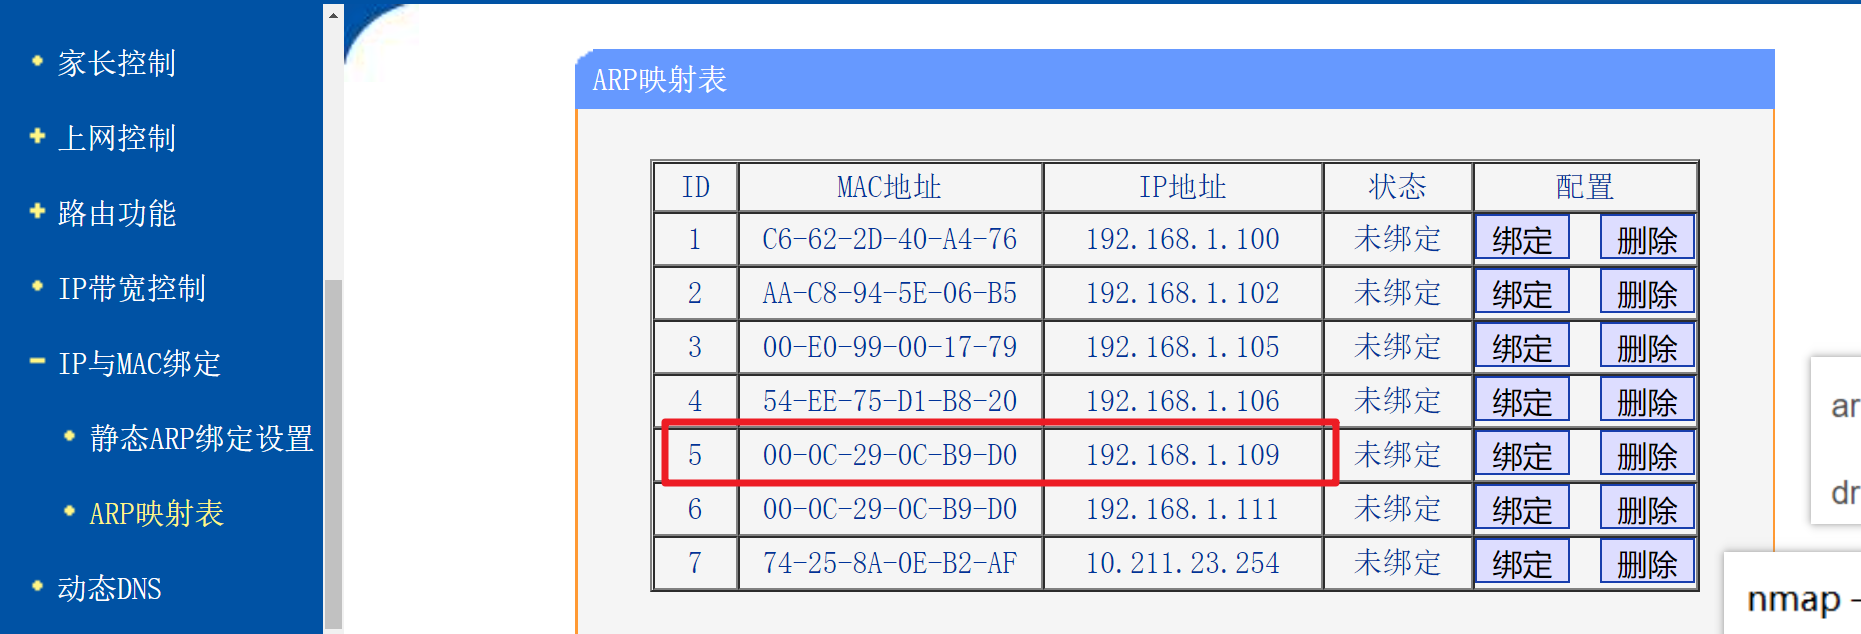 家长控制
上网控制
路由功能
IP带宽控制
IP与MAC绑定
静态ARP绑定设置
ARP映射表
动态DNS
ARP映射表
ID MAC地址 IP地址 状态 配置
1 C6-62-2D-40-A4-76 192.168.1.100 未绑定 绑定 删除
2 AA-C8-94-5E-06-B5 192.168.1.102 未绑定 绑定 删除
3 00-E0-99-00-17-79 192.168.1.105 未绑定 绑定 删除
4 54-EE-75-D1-B8-20 192.168.1.106 未绑定 绑定 删除
5 00-0C-29-0C-B9-D0 192.168.1.109 未绑定 绑定 删除
6 00-0C-29-0C-B9-D0 192.168.1.111 未绑定 绑定 删除
7 74-25-8A-0E-B2-AF 10.211.23.254 未绑定 绑定 删除
ar
dr
nmap -